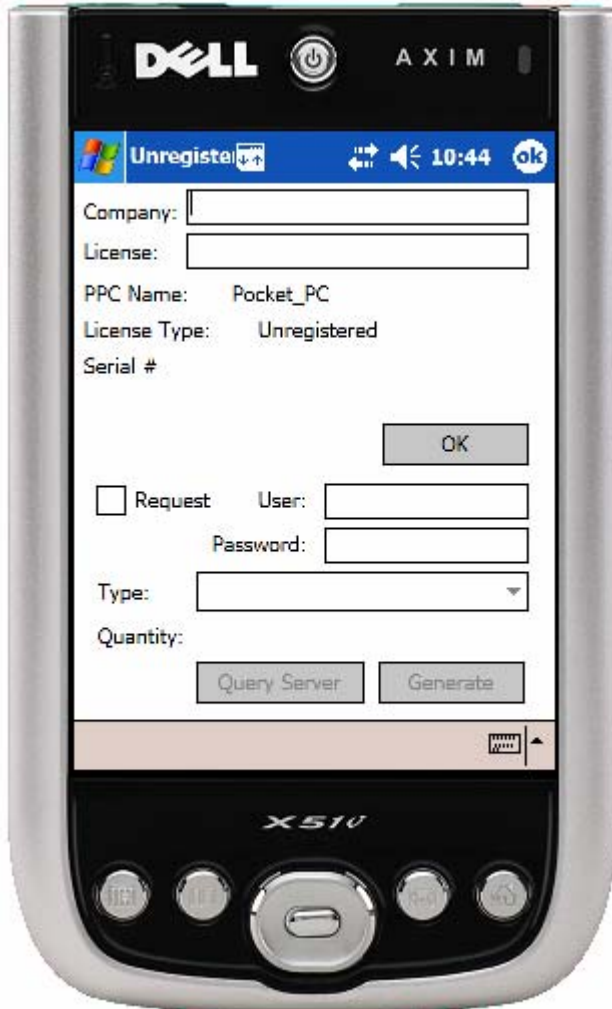 DELL AXIM
Unregiste 10:44 ok
Company:
License:
PPC Name: Pocket_PC
License Type: Unregistered
Serial #
OK
Request User:
Password:
Type:
Quantity:
Query Server Generate
X51v